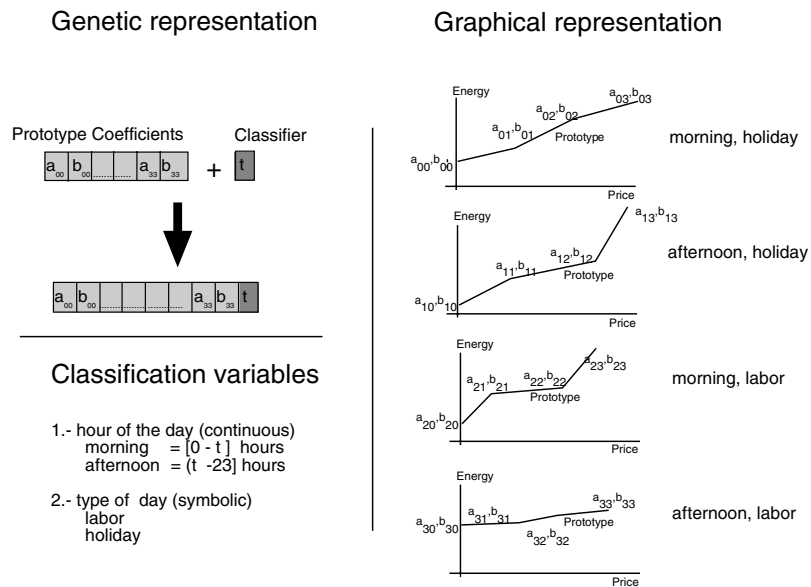 Genetic representation
Prototype Coefficients
Classifier
a00 b00 ............ a33 b33 + t
a00 b00 ................ a33 b33 t
Classification variables
1.- hour of the day (continuous)
morning = [0 - t ] hours
afternoon = (t -23] hours
2.- type of day (symbolic)
labor
holiday
Graphical representation
Energy
a00,b00
a01,b01
a02,b02
a03,b03
Prototype
Price
morning, holiday
a10,b10
a11,b11
a12,b12
a13,b13
Energy
Prototype
Price
afternoon, holiday
Energy
a20,b20
a21,b21
a22,b22
a23,b23
Prototype
Price
morning, labor
Energy
a30,b30
a31,b31
a32,b32
a33,b33
Prototype
Price
afternoon, labor